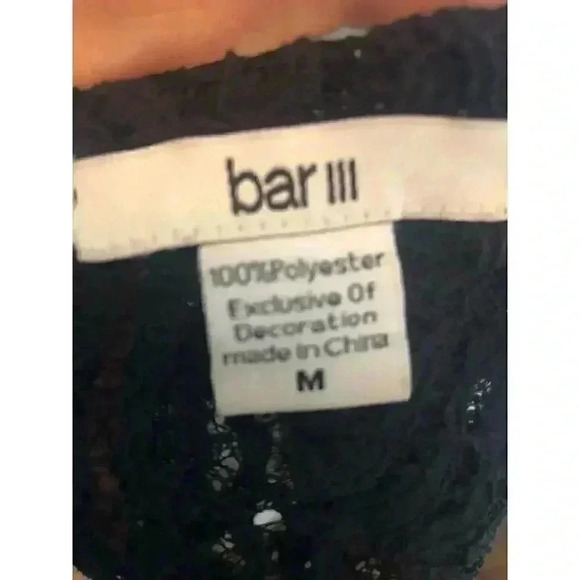 bar III
100%Polyester
Exclusive Of
Decoration
made in China
M